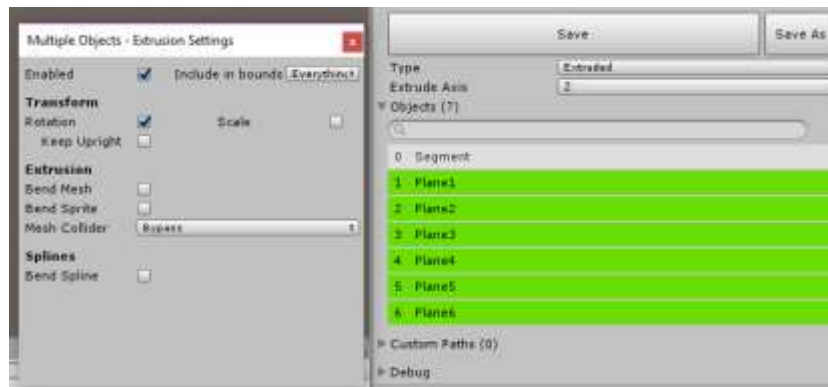 Multiple Objects - Extrusion Settings
x
Enabled
Include in bounds
Everything
Transform
Rotation
Scale
Keep Upright
Extrusion
Bend Mesh
Bend Sprite
Mesh Collider
Bypass
Splines
Bend Spline
Save
Save As
Type
Extruded
Extrude Axis
Z
Objects (7)
0 Segment
1 Plane1
2 Plane2
3 Plane3
4 Plane4
5 Plane5
6 Plane6
Custom Paths (0)
Debug